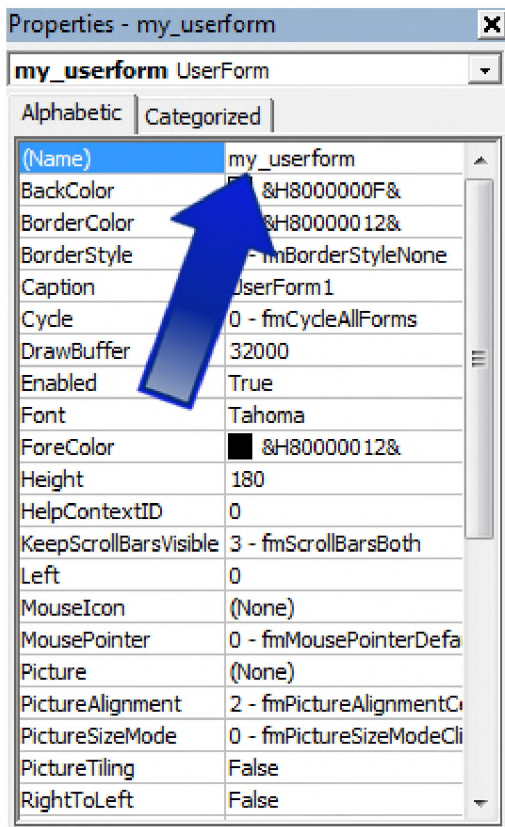 Properties - my_userform
my_userform UserForm
Alphabetic Categorized
(Name) my_userform
BackColor &H8000000F&
BorderColor &H80000012&
BorderStyle - fmBorderStyleNone
Caption UserForm1
Cycle 0 - fmCycleAllForms
DrawBuffer 32000
Enabled True
Font Tahoma
ForeColor &H80000012&
Height 180
HelpContextID 0
KeepScrollBarsVisible 3 - fmScrollBarsBoth
Left 0
MouseIcon (None)
MousePointer 0 - fmMousePointerDefa
Picture (None)
PictureAlignment 2 - fmPictureAlignmentC
PictureSizeMode 0 - fmPictureSizeModeCli
PictureTiling False
RightToLeft False